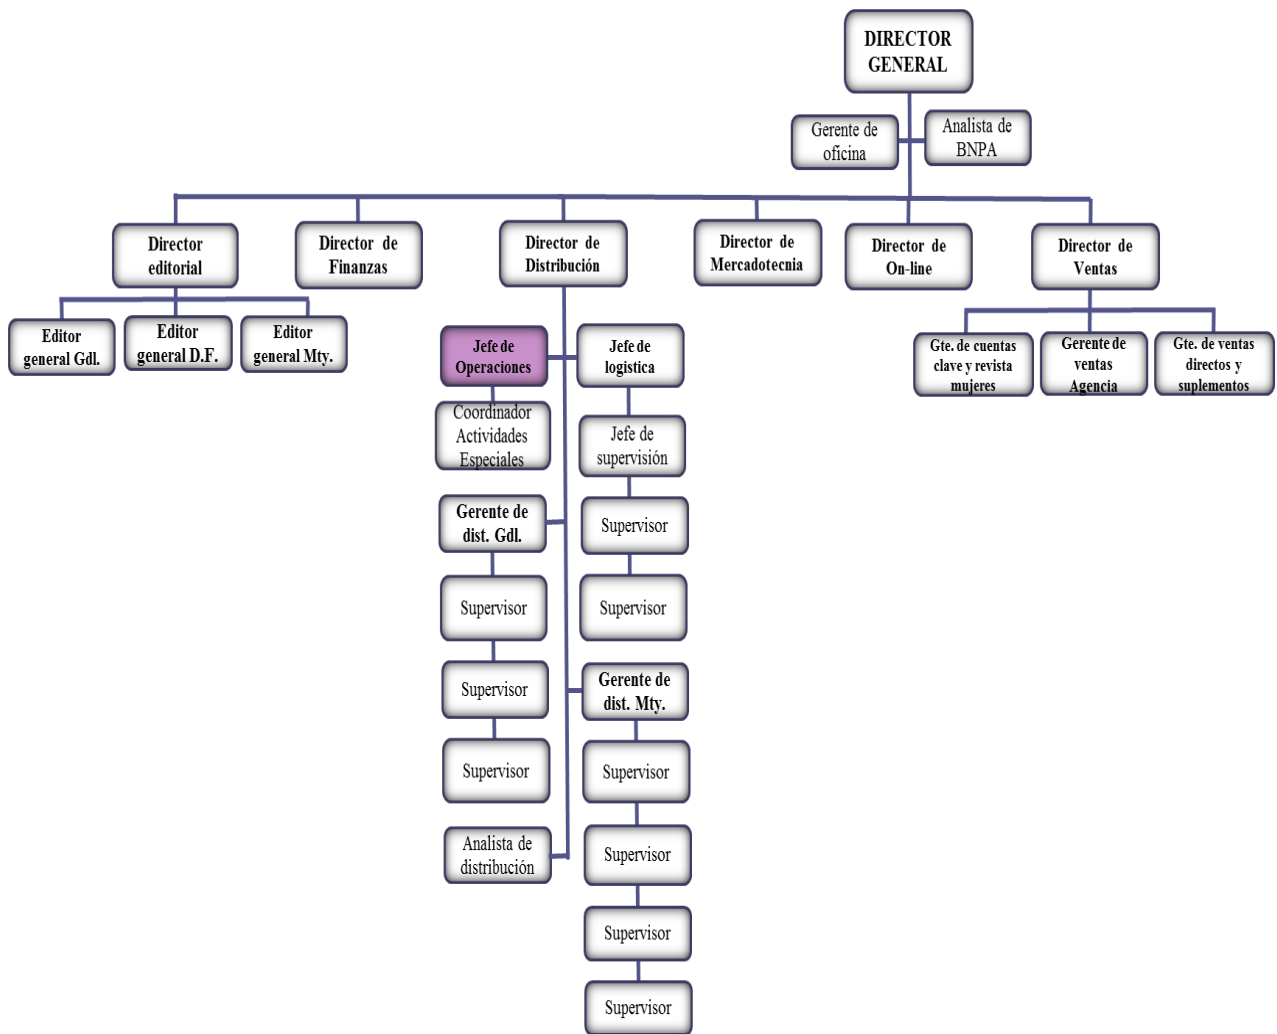 DIRECTOR
GENERAL
Gerente de
oficina
Analista de
BNPA
Director
editorial
Director de
Finanzas
Director de
Distribución
Director de
Mercadotecnia
Director de
On-line
Director de
Ventas
Editor
general Gdl.
Editor
general D.F.
Editor
general Mty.
Jefe de
Operaciones
Jefe de
logistica
Gte. de cuentas
clave y revista
mujeres
Gerente de
ventas
Agencia
Gte. de ventas
directos y
suplementos
Coordinador
Actividades
Especiales
Jefe de
supervisión
Gerente de
dist. Gdl.
Supervisor
Supervisor
Supervisor
Supervisor
Gerente de
dist. Mty.
Supervisor
Supervisor
Analista de
distribución
Supervisor
Supervisor
Supervisor